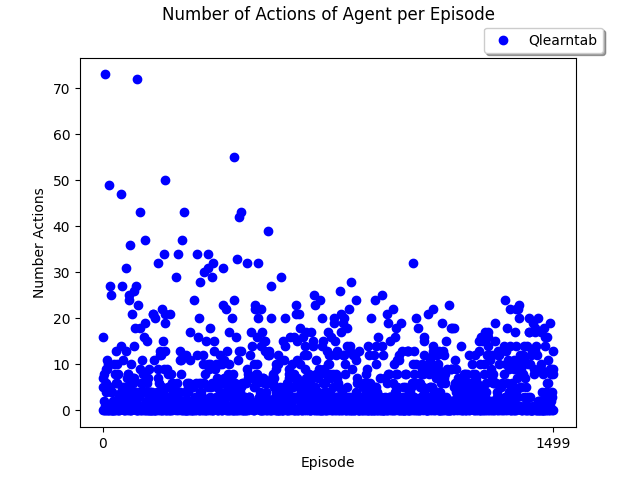 Number of Actions of Agent per Episode
Qlearntab
70
60
50
40
30
20
10
0
Number Actions
0 1499
Episode